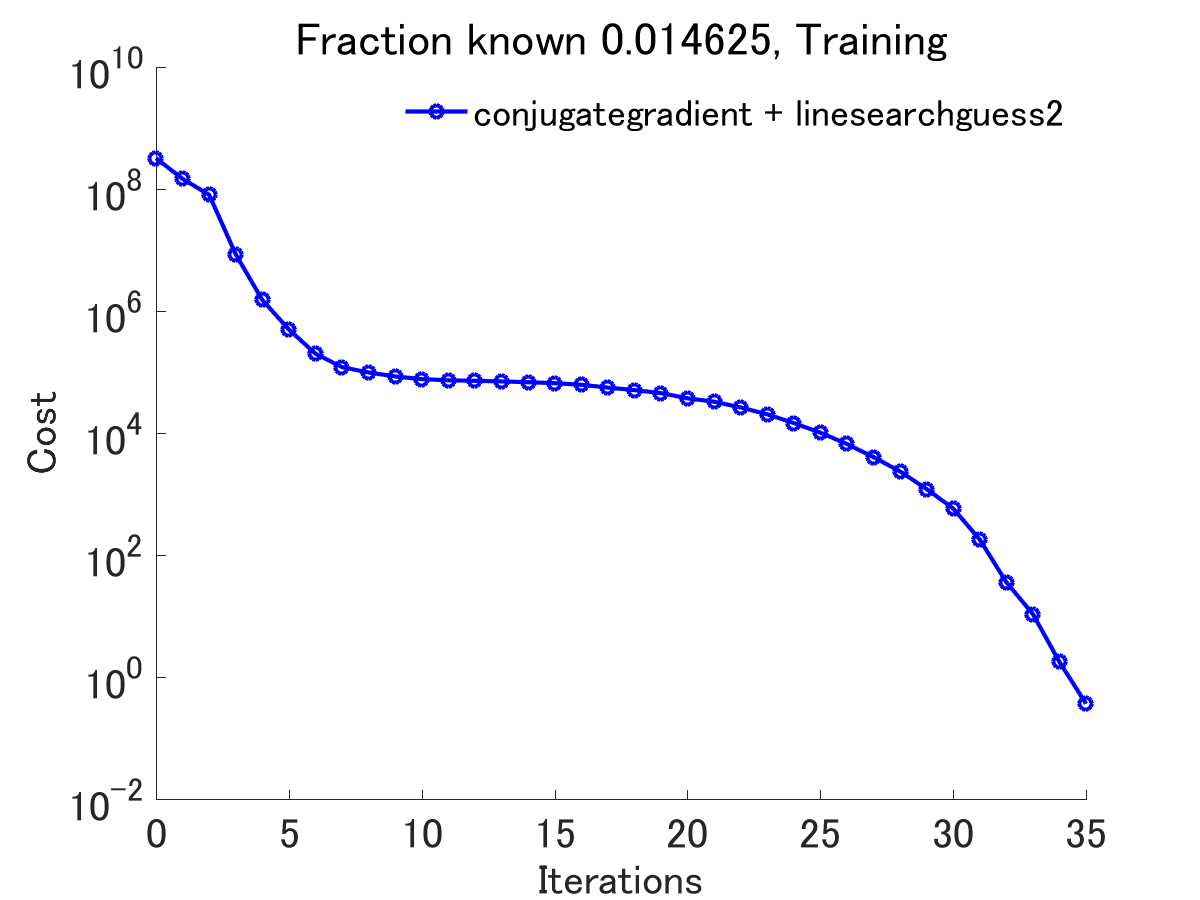 Fraction known 0.014625, Training
conjugategradient + linesearchguess2
10^10
10^8
10^6
10^4
10^2
10^0
10^-2
Cost
0 5 10 15 20 25 30 35
Iterations